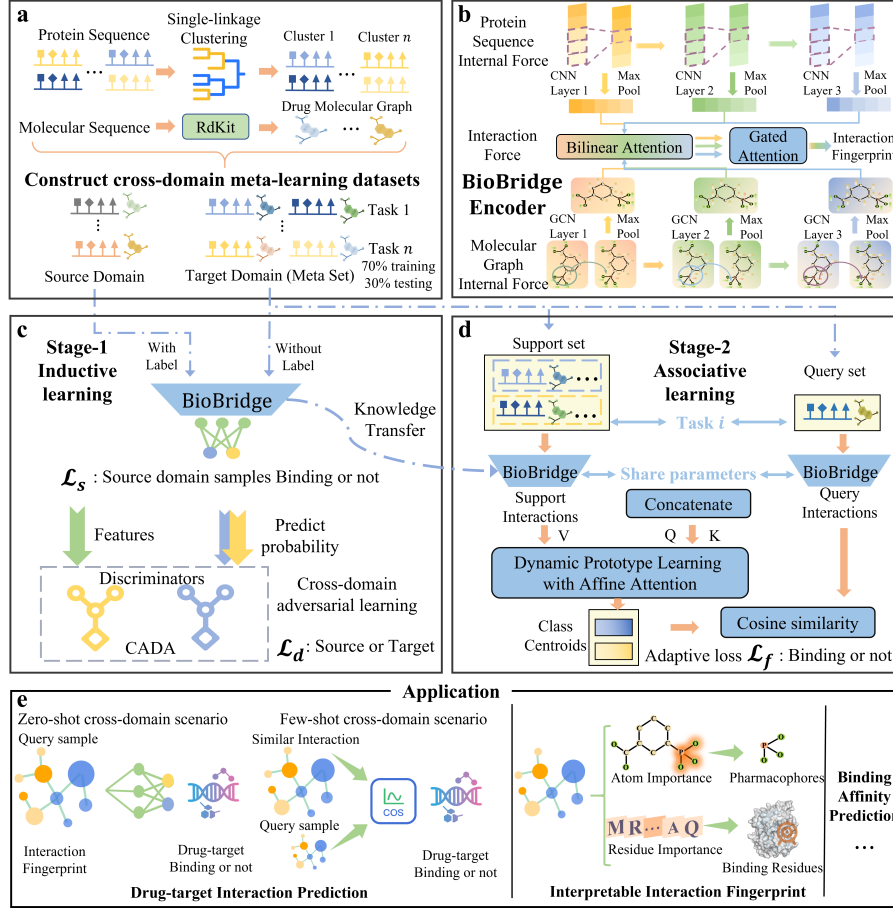 a
Protein Sequence
Single-linkage
Clustering
Cluster 1
Cluster n
Drug Molecular Graph
Molecular Sequence
RdKit
Construct cross-domain meta-learning datasets
Task 1
Task n
70% training
30% testing
Source Domain
Target Domain (Meta Set)
b
Protein
Sequence
Internal Force
CNN
Layer 1
Max
Pool
CNN
Layer 2
Max
Pool
CNN
Layer 3
Max
Pool
Interaction
Force
Bilinear Attention
Gated
Attention
Interaction
Fingerprint
BioBridge
Encoder
GCN
Layer 1
Max
Pool
GCN
Layer 2
Max
Pool
GCN
Layer 3
Max
Pool
Molecular
Graph
Internal Force
c
Stage-1
Inductive
learning
With
Label
Without
Label
BioBridge
Knowledge
Transfer
ℒs : Source domain samples Binding or not
Features
Predict
probability
Discriminators
CADA
Cross-domain
adversarial learning
ℒd : Source or Target
d
Support set
Stage-2
Associative
learning
Query set
Task i
BioBridge
Share parameters
BioBridge
Support
Interactions
Concatenate
Query
Interactions
V
Q
K
Dynamic Prototype Learning
with Affine Attention
Class
Centroids
Cosine similarity
Adaptive loss ℒf : Binding or not
Application
e
Zero-shot cross-domain scenario
Few-shot cross-domain scenario
Query sample
Similar Interaction
COS
Query sample
Interaction
Fingerprint
Drug-target
Binding or not
Drug-target
Binding or not
Drug-target Interaction Prediction
Atom Importance
Pharmacophores
M R ... A Q
Residue Importance
Binding Residues
Interpretable Interaction Fingerprint
Binding
Affinity
Prediction
...